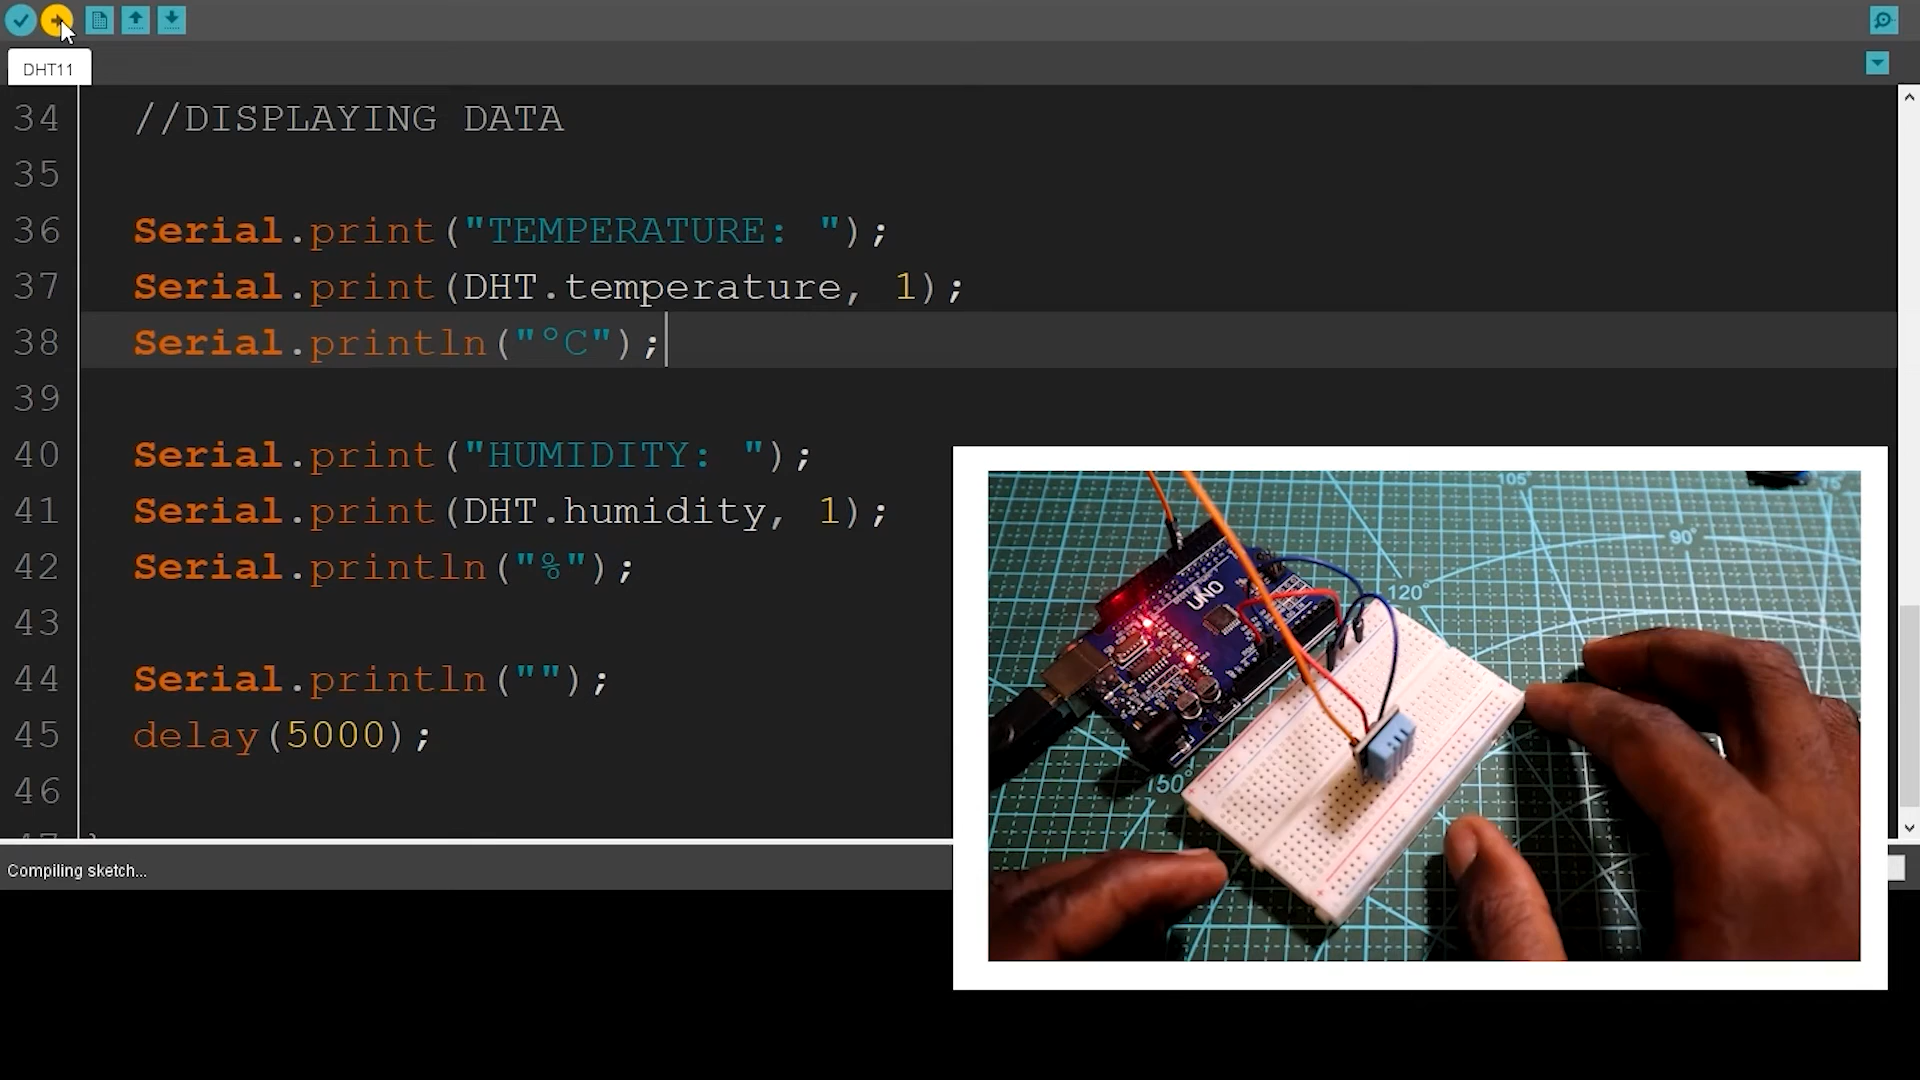 DHT11
34 //DISPLAYING DATA
35
36 Serial.print("TEMPERATURE: ");
37 Serial.print(DHT.temperature, 1);
38 Serial.println("°C");
39
40 Serial.print("HUMIDITY: ");
41 Serial.print(DHT.humidity, 1);
42 Serial.println("%");
43
44 Serial.println("");
45 delay(5000);
46
47 }
Compiling sketch...
105°
75°
90°
120°
UNO
150°